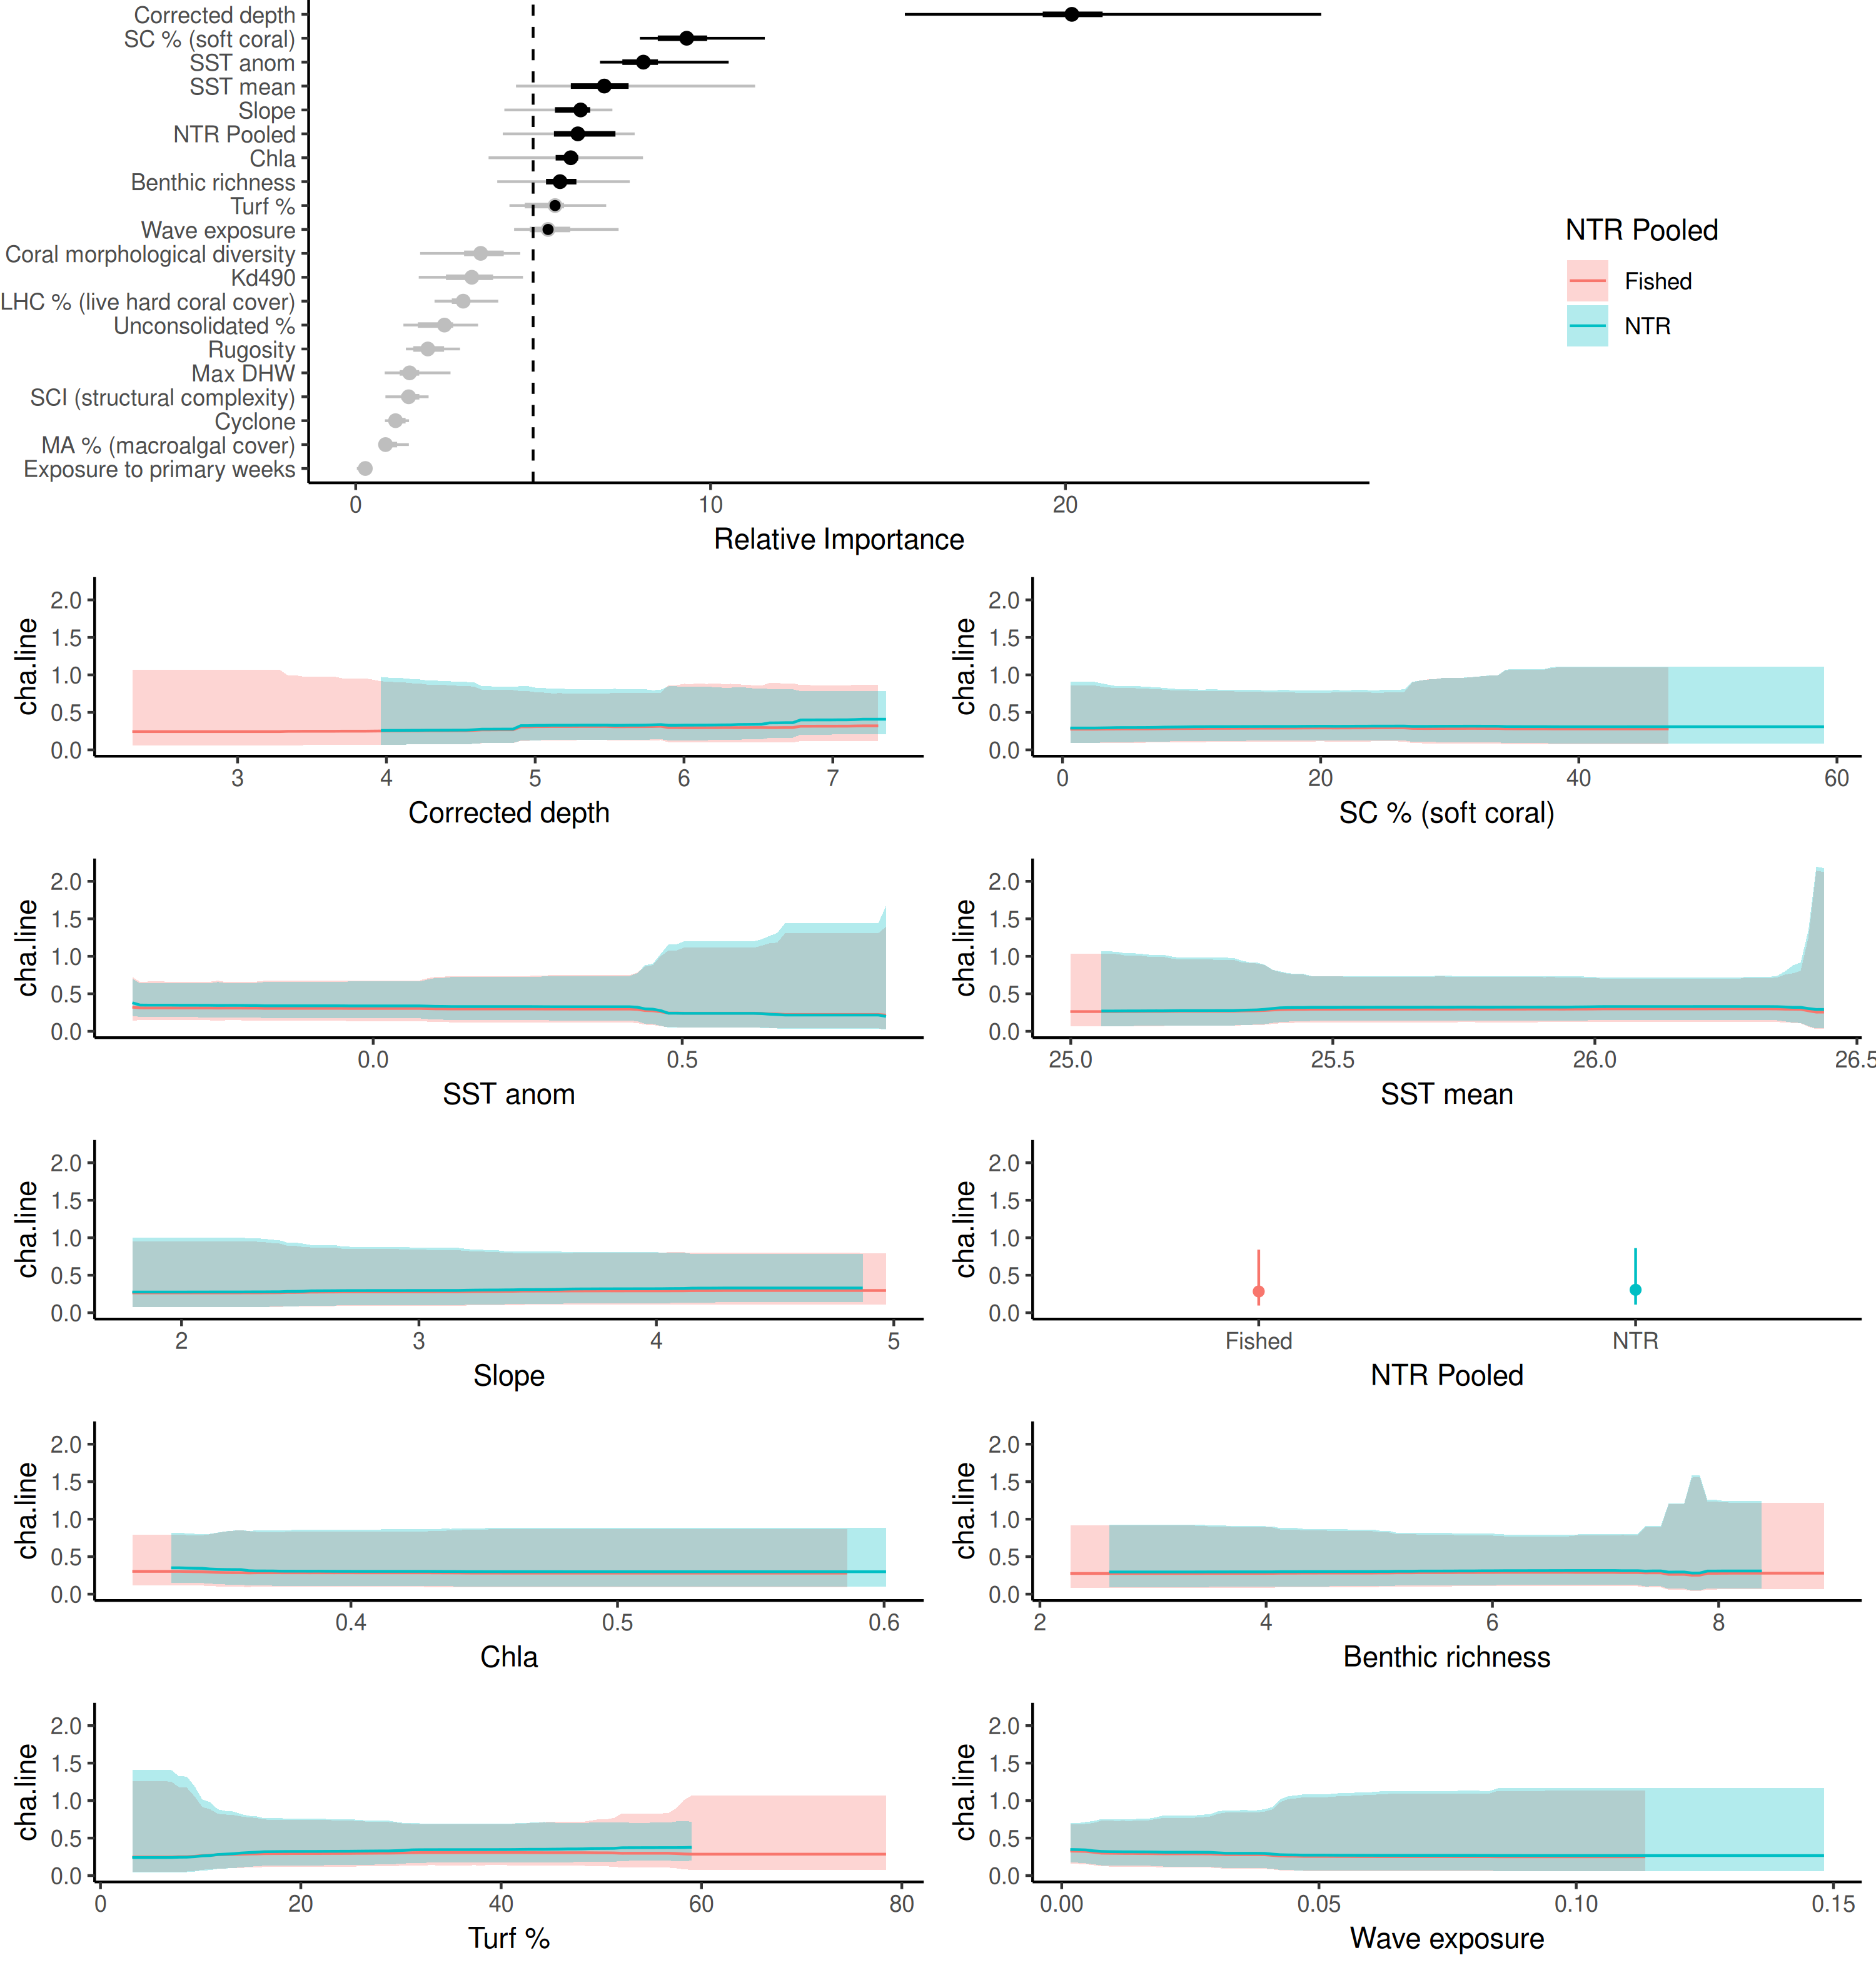 Corrected depth
SC % (soft coral)
SST anom
SST mean
Slope
NTR Pooled
Chla
Benthic richness
Turf %
Wave exposure
Coral morphological diversity
Kd490
LHC % (live hard coral cover)
Unconsolidated %
Rugosity
Max DHW
SCI (structural complexity)
Cyclone
MA % (macroalgal cover)
Exposure to primary weeks
0 10 20
Relative Importance
NTR Pooled
Fished
NTR
cha.line
2.0
1.5
1.0
0.5
0.0
3 4 5 6 7
Corrected depth
cha.line
2.0
1.5
1.0
0.5
0.0
0 20 40 60
SC % (soft coral)
cha.line
2.0
1.5
1.0
0.5
0.0
0.0 0.5
SST anom
cha.line
2.0
1.5
1.0
0.5
0.0
25.0 25.5 26.0 26.5
SST mean
cha.line
2.0
1.5
1.0
0.5
0.0
2 3 4 5
Slope
cha.line
2.0
1.5
1.0
0.5
0.0
Fished NTR
NTR Pooled
cha.line
2.0
1.5
1.0
0.5
0.0
0.4 0.5 0.6
Chla
cha.line
2.0
1.5
1.0
0.5
0.0
2 4 6 8
Benthic richness
cha.line
2.0
1.5
1.0
0.5
0.0
0 20 40 60 80
Turf %
cha.line
2.0
1.5
1.0
0.5
0.0
0.00 0.05 0.10 0.15
Wave exposure